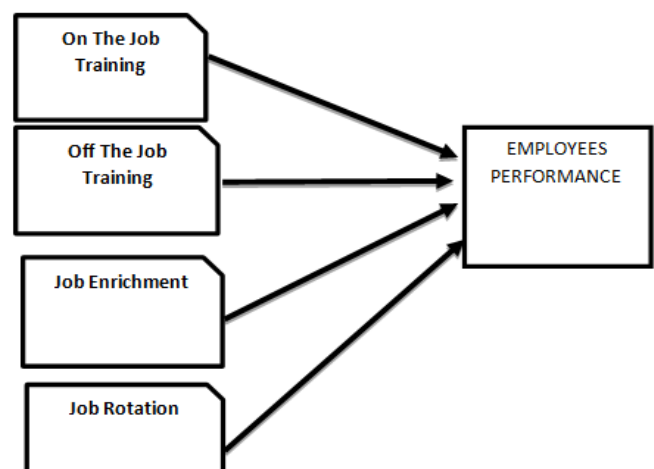 On The Job
Training
Off The Job
Training
EMPLOYEES
PERFORMANCE
Job Enrichment
Job Rotation